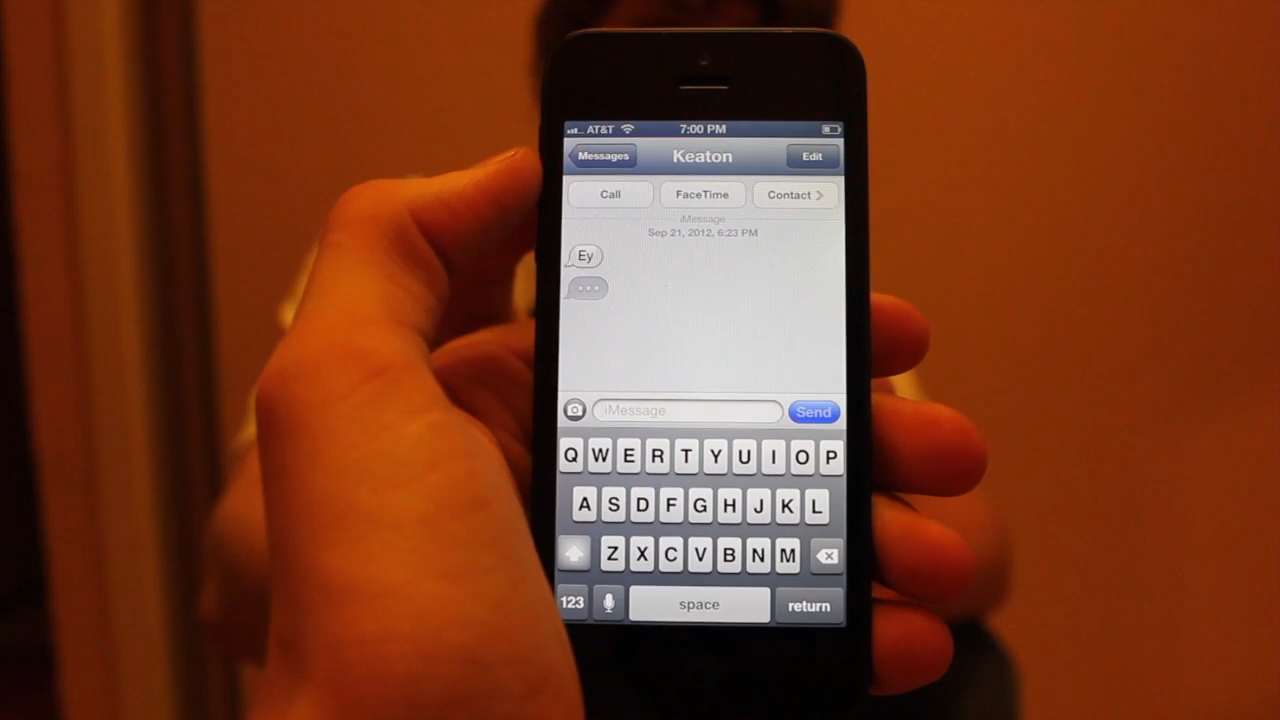 AT&T 7:00 PM
Messages Keaton Edit
Call FaceTime Contact
iMessage
Sep 21, 2012, 6:23 PM
Ey
iMessage Send
Q W E R T Y U I O P
A S D F G H J K L
Z X C V B N M
123 space return